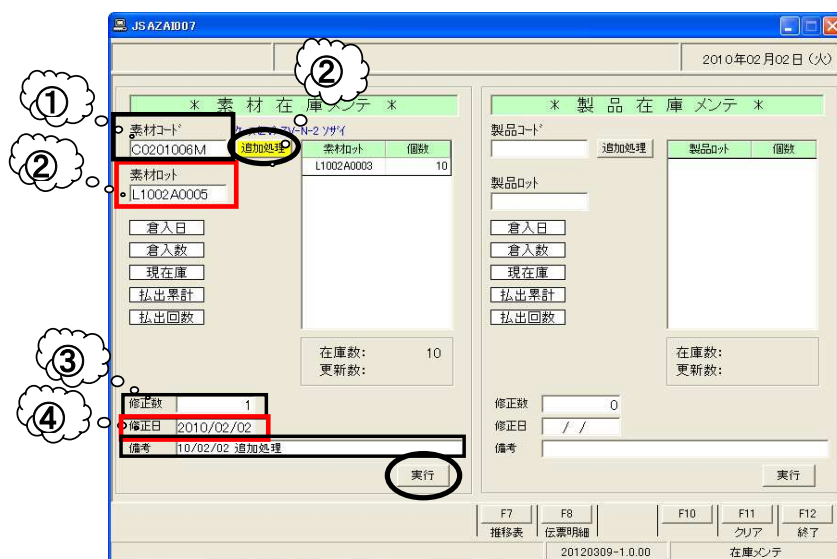 JSAZAI007
2010年02月02日(火)
①
②
②
③
④
* 素 材 在 庫 メンテ *
素材コード
C0201006M
追加処理
N-2 ソザイ
素材ロット
L1002A0005
素材ロット 個数
L1002A0003 10
倉入日
倉入数
現在庫
払出累計
払出回数
在庫数: 10
更新数:
修正数 1
修正日 2010/02/02
備考 10/02/02 追加処理
実行
* 製 品 在 庫 メンテ *
製品コード
追加処理
製品ロット
製品ロット 個数
倉入日
倉入数
現在庫
払出累計
払出回数
在庫数:
更新数:
修正数 0
修正日 / /
備考
実行
F7 F8 F10 F11 F12
推移表 伝票明細 クリア 終了
20120309-1.0.00 在庫メンテ